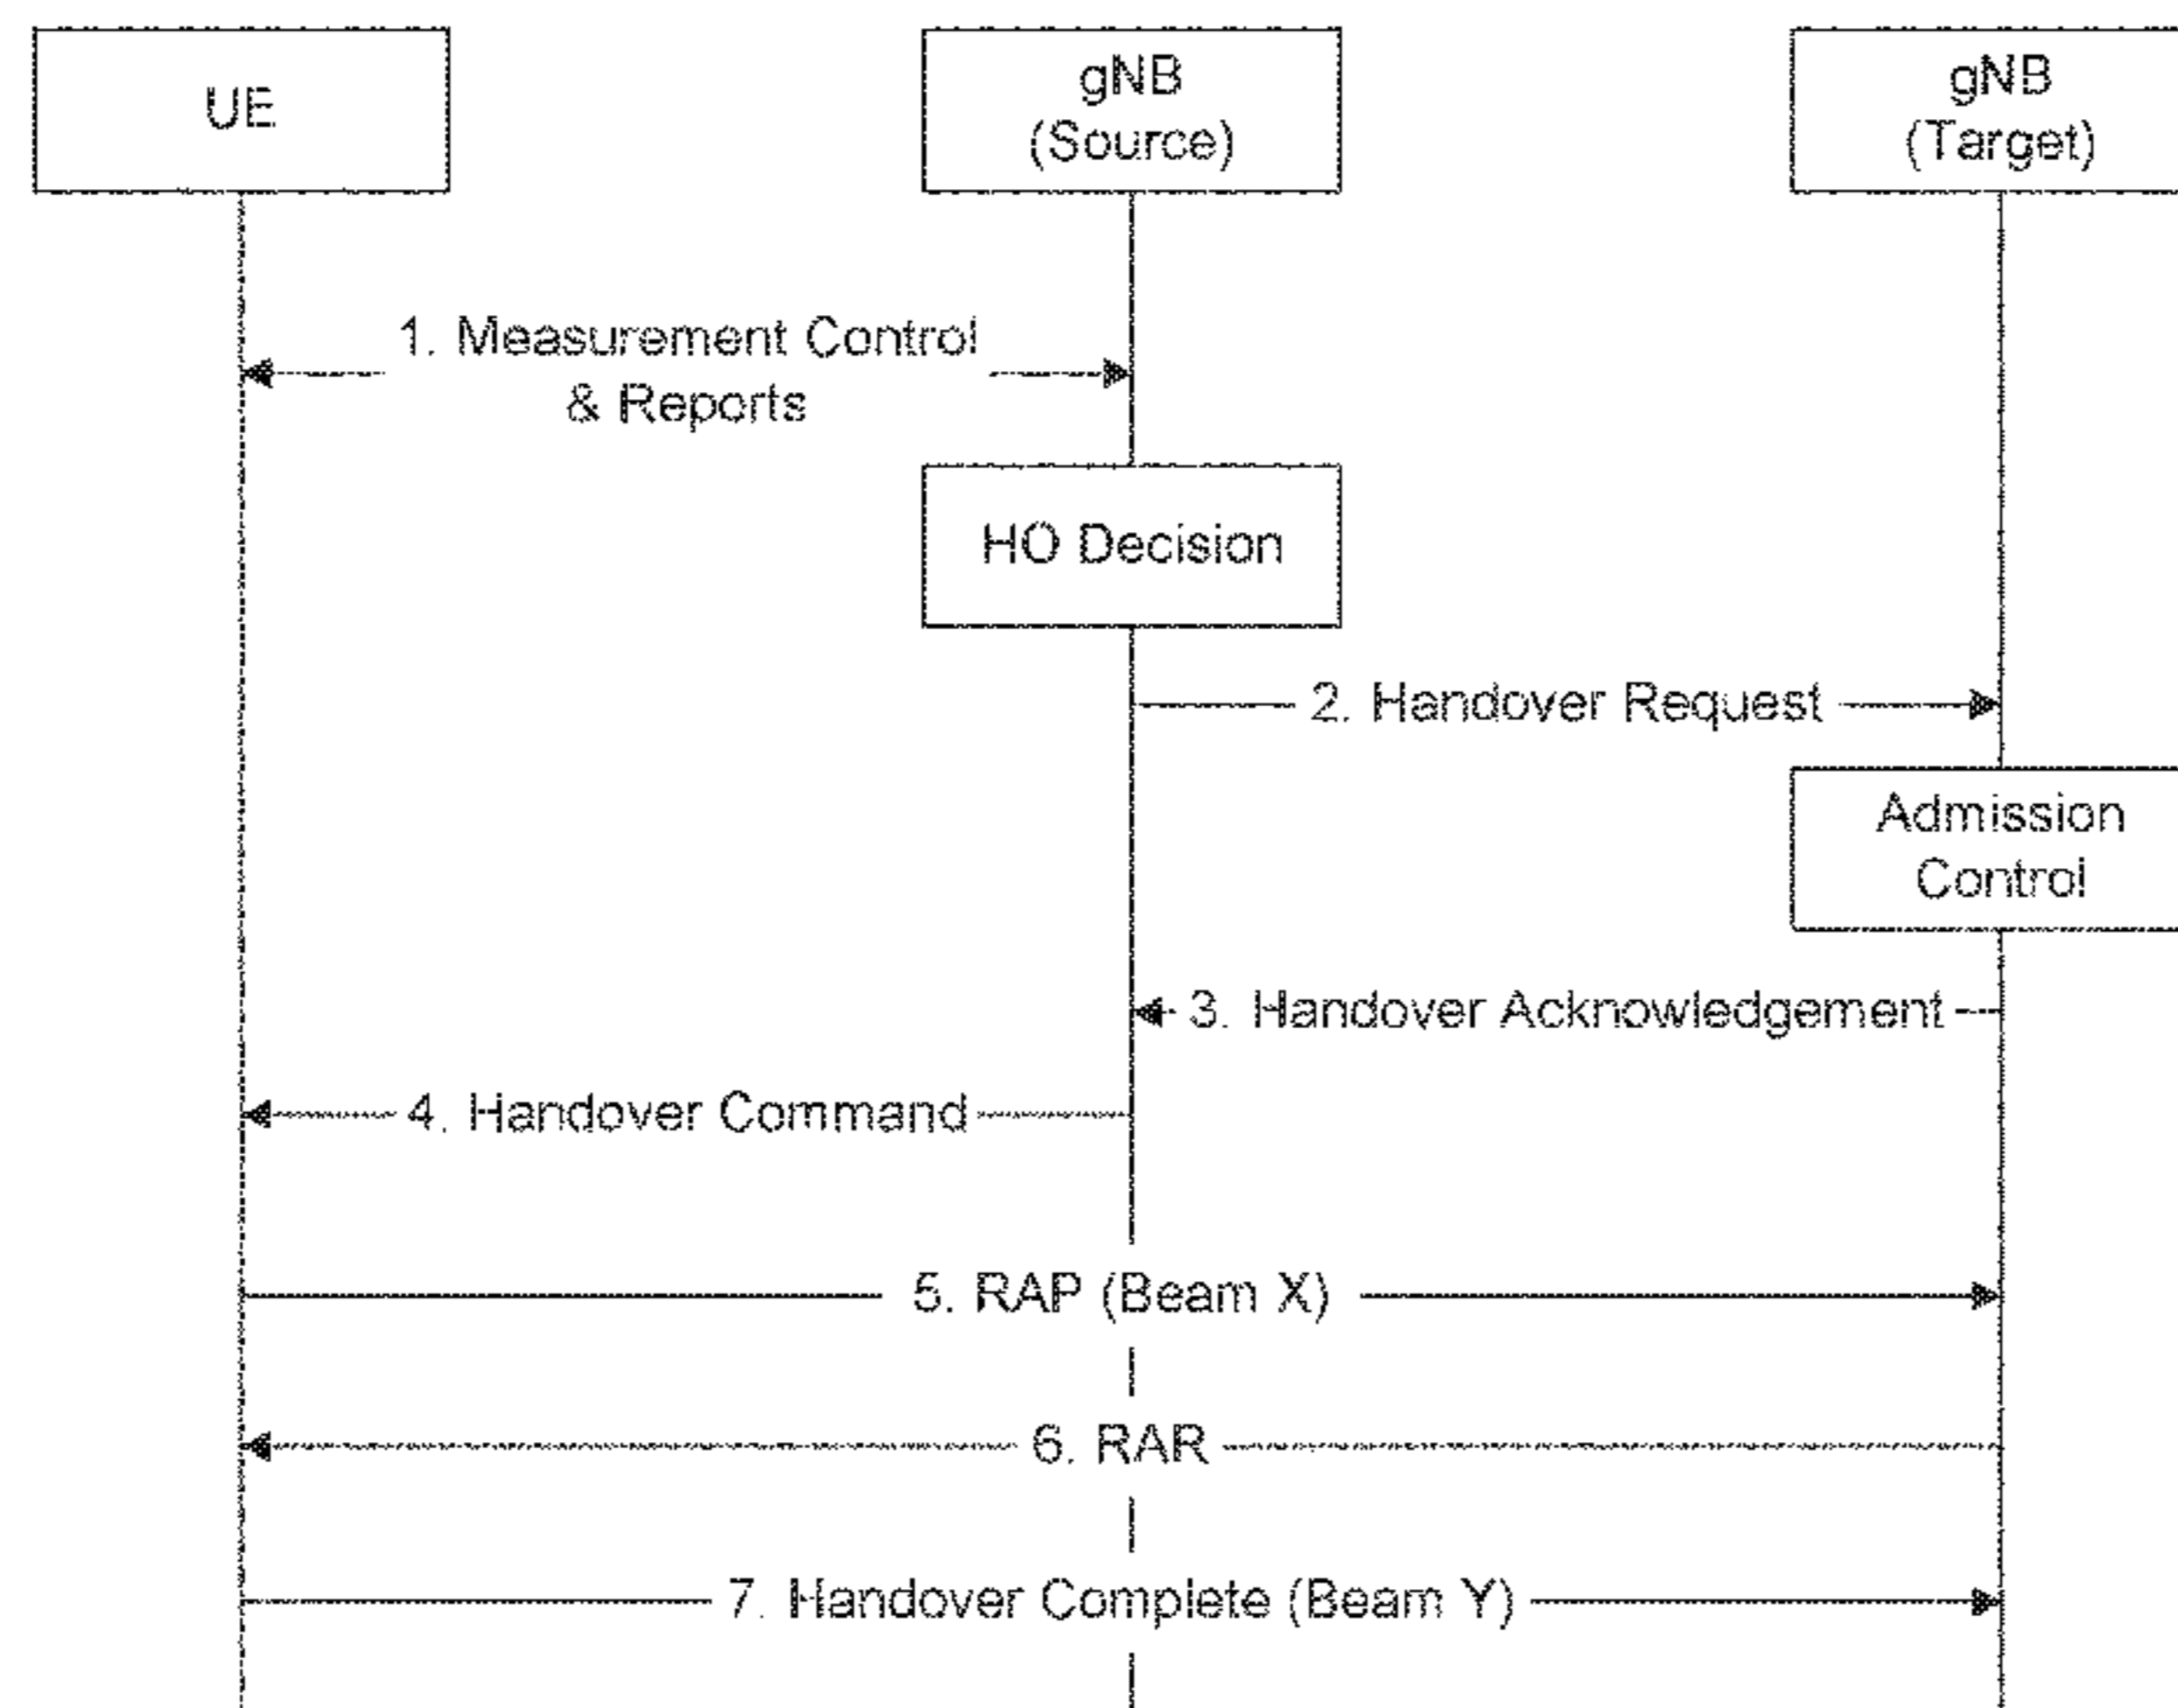 UE
gNB
(Source)
gNB
(Target)
1. Measurement Control
& Reports
HO Decision
2. Handover Request
Admission
Control
3. Handover Acknowledgement
4. Handover Command
5. RAP (Beam X)
6. RAR
7. Handover Complete (Beam Y)